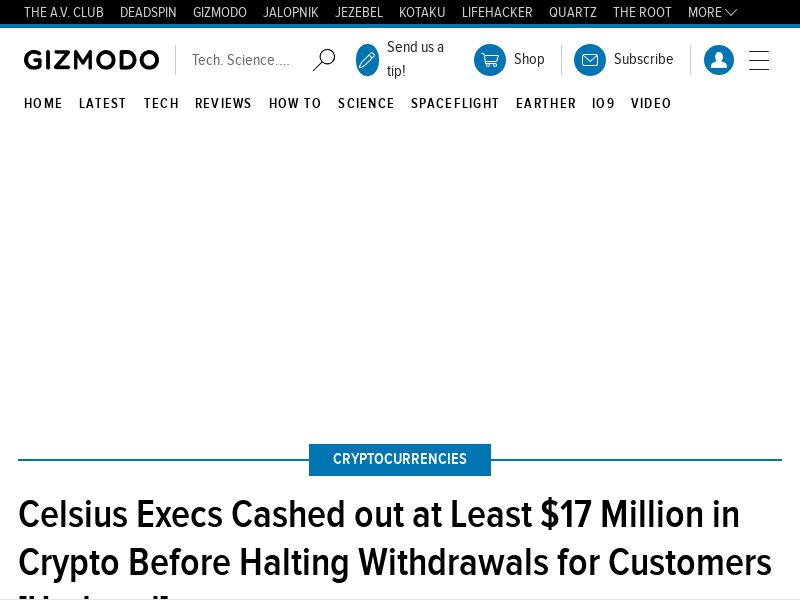 THE A.V. CLUB DEADSPIN GIZMODO JALOPNIK JEZEBEL KOTAKU LIFEHACKER QUARTZ THE ROOT MORE
GIZMODO
Tech. Science....
Send us a
tip!
Shop
Subscribe
HOME LATEST TECH REVIEWS HOW TO SCIENCE SPACEFLIGHT EARTHER IO9 VIDEO
CRYPTOCURRENCIES
Celsius Execs Cashed out at Least $17 Million in
Crypto Before Halting Withdrawals for Customers